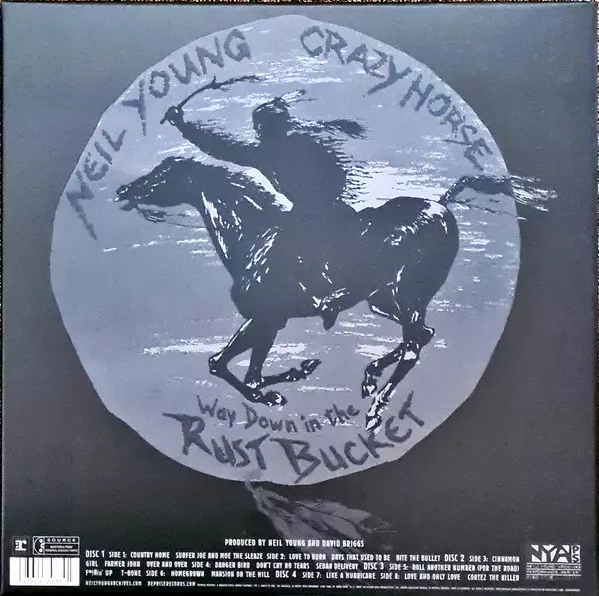 NEIL YOUNG CRAZY HORSE
Way Down in the
RUST BUCKET
PRODUCED BY NEIL YOUNG AND DAVID BRIGGS
SOURCE
NYA PS
DISC 1 SIDE 1: COUNTRY HOME SURFER JOE AND MOE THE SLEAZE SIDE 2: LOVE TO BURN DAYS THAT USED TO BE BITE THE BULLET DISC 2 SIDE 3: CINNAMON
GIRL FARMER JOHN OVER AND OVER SIDE 4: DANGER BIRD DON'T CRY NO TEARS SEDAN DELIVERY DISC 3 SIDE 5: ROLL ANOTHER NUMBER (FOR THE ROAD)
F*!#IN' UP T-BONE SIDE 6: HOMEGROWN MANSION ON THE HILL DISC 4 SIDE 7: LIKE A HURRICANE SIDE 8: LOVE AND ONLY LOVE CORTEZ THE KILLER
NEILYOUNGARCHIVES.COM REPRISERECORDS.COM